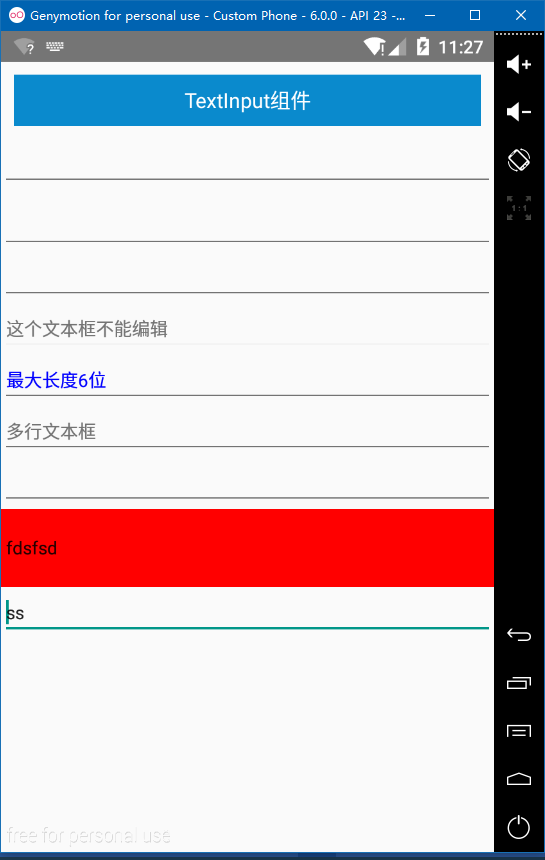 Genymotion for personal use - Custom Phone - 6.0.0 - API 23 -...
11:27
TextInput组件
1:1
这个文本框不能编辑
最大长度6位
多行文本框
fdsfsd
ss
free for personal use